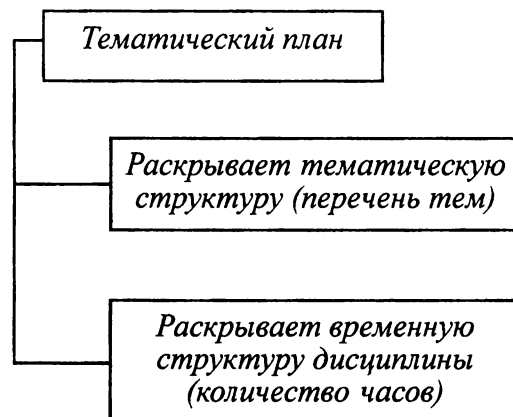 Тематический план
Раскрывает тематическую
структуру (перечень тем)
Раскрывает временную
структуру дисциплины
(количество часов)